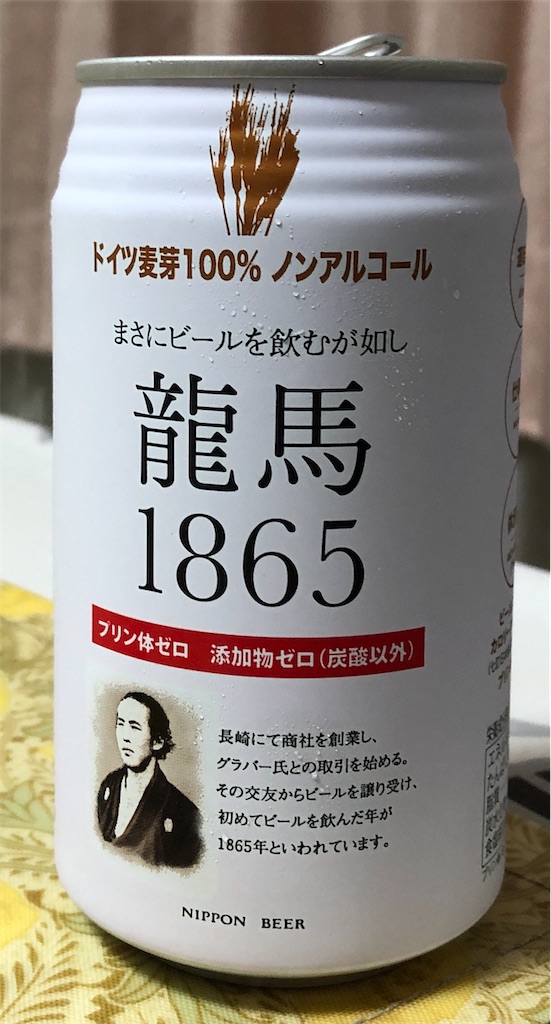 ドイツ麦芽100% ノンアルコール
まさにビールを飲むが如し
龍馬
1865
プリン体ゼロ 添加物ゼロ(炭酸以外)
長崎にて商社を創業し、
グラバー氏との取引を始める。
その交友からビールを譲り受け、
初めてビールを飲んだ年が
1865年といわれています。
NIPPON BEER